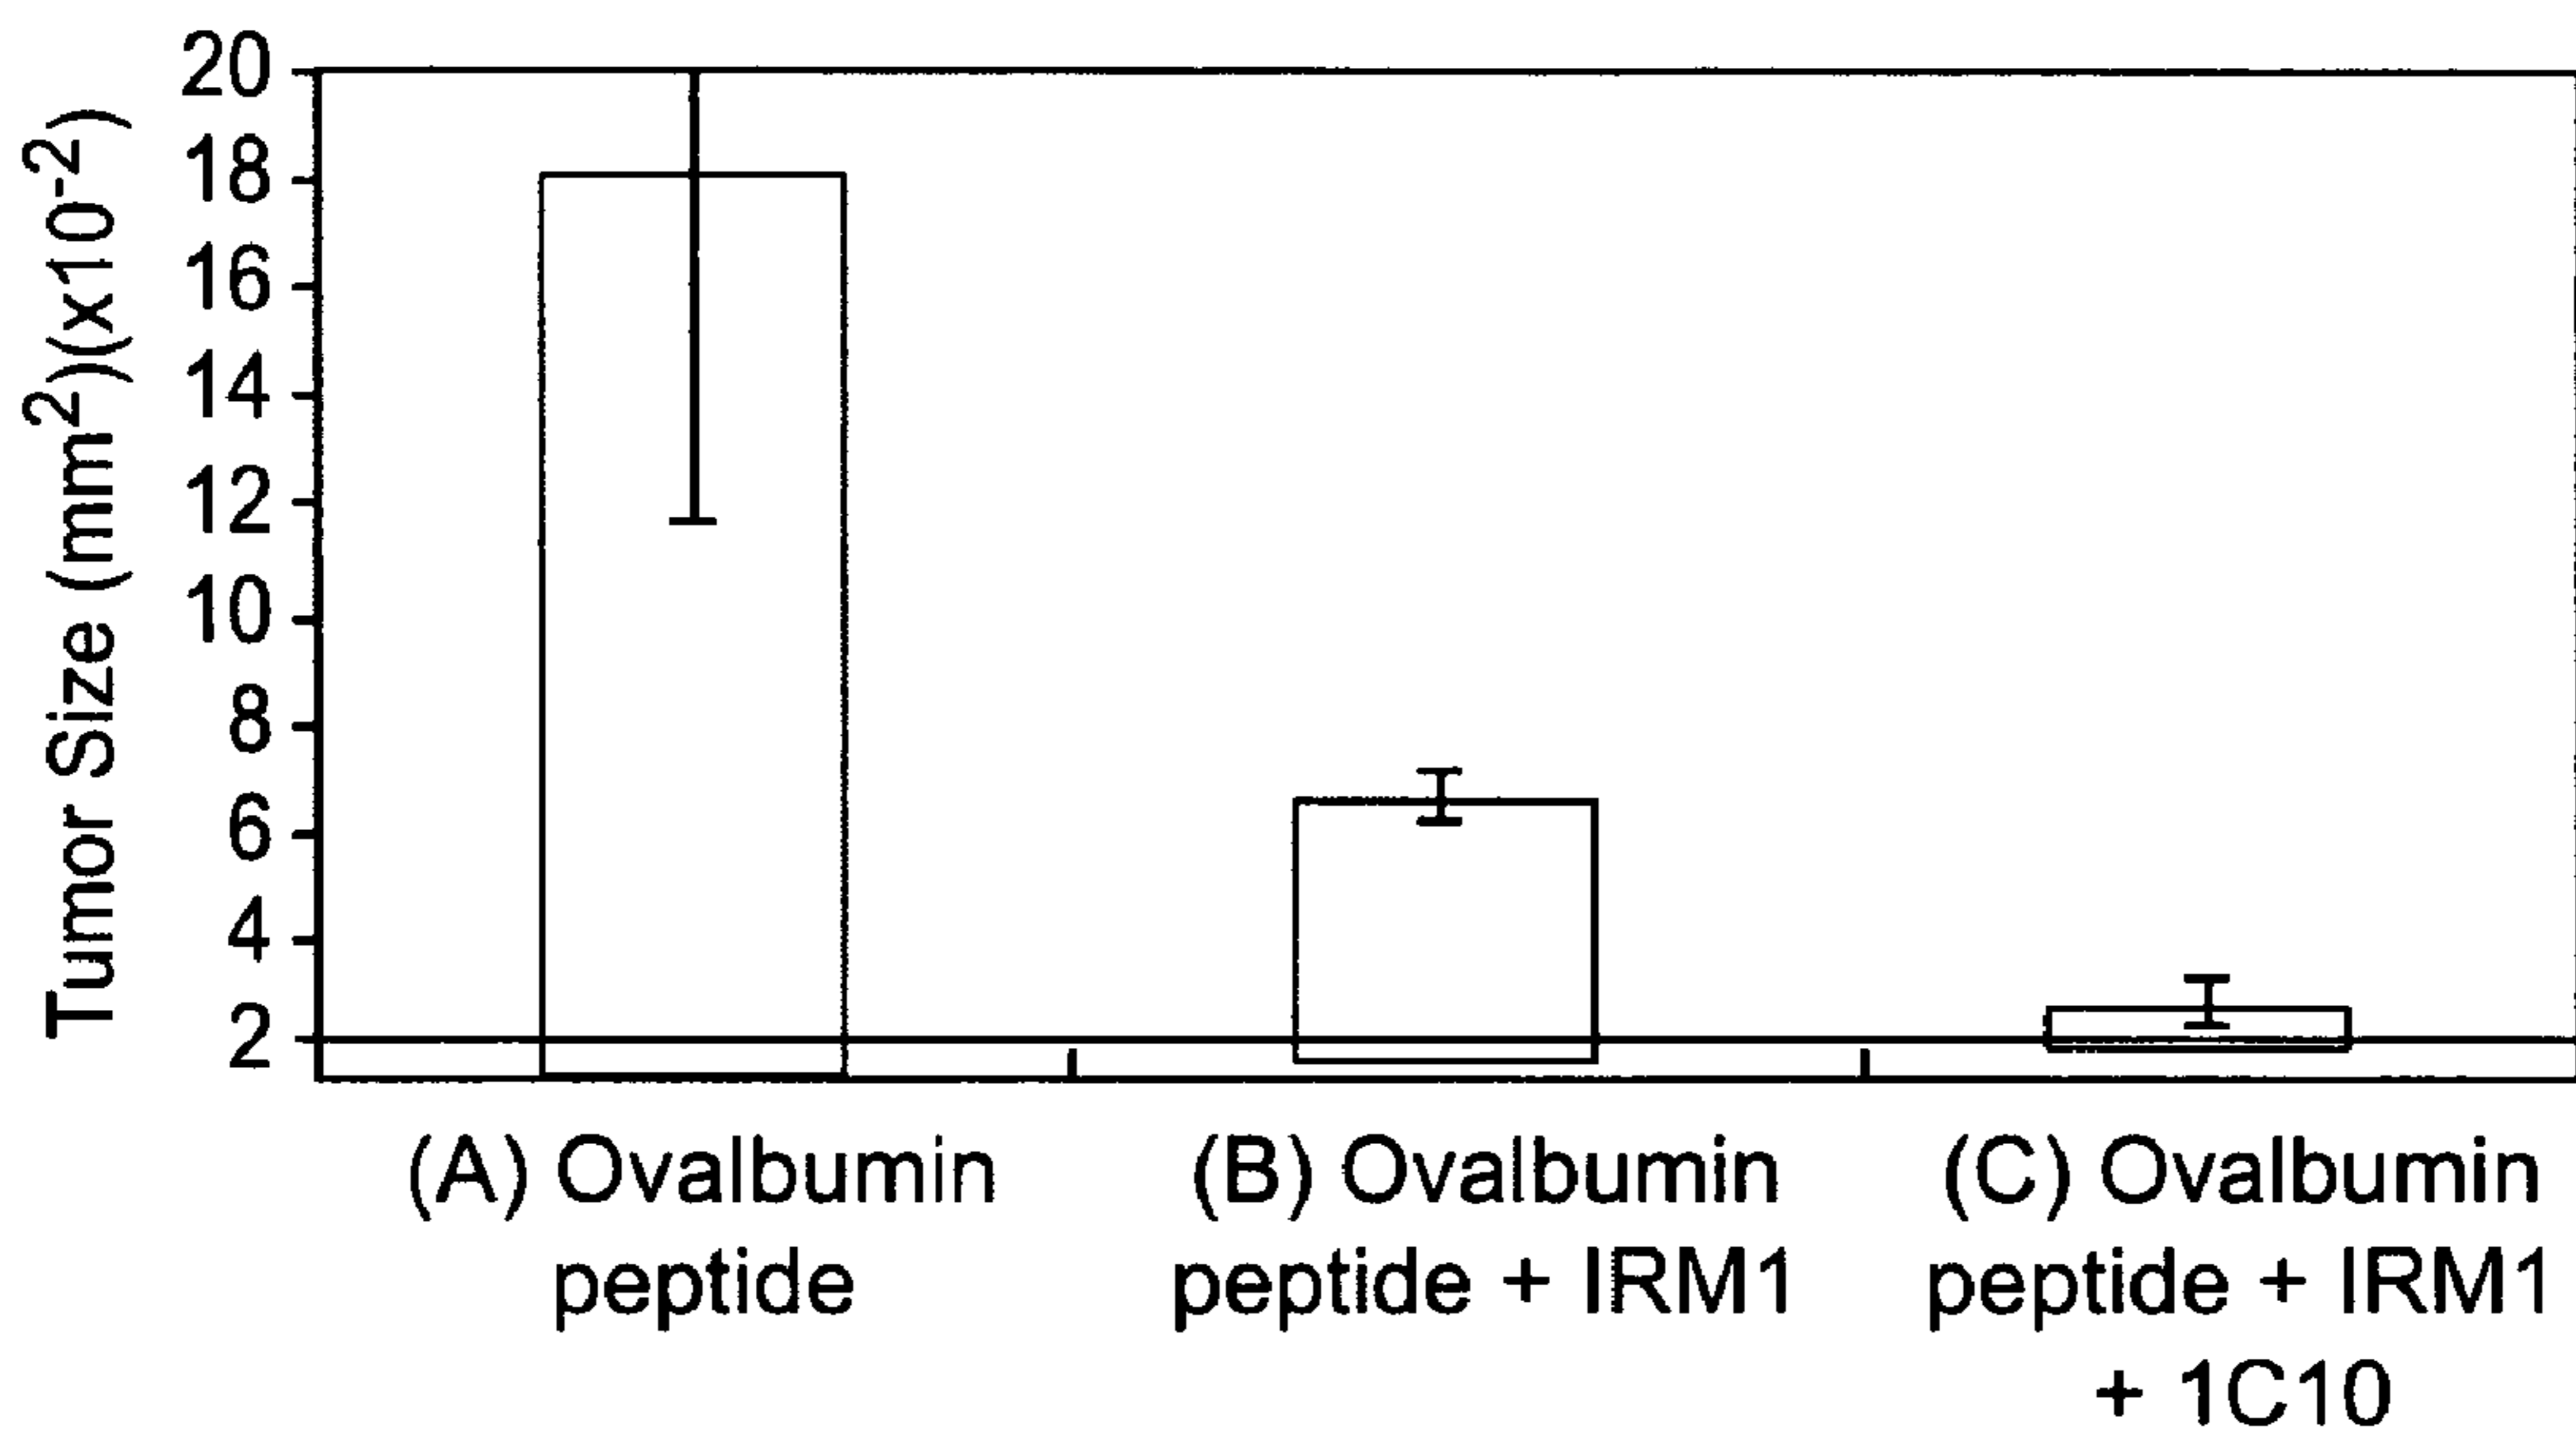 Tumor Size (mm²)(x10⁻²)
20
18
16
14
12
10
8
6
4
2
(A) Ovalbumin
peptide
(B) Ovalbumin
peptide + IRM1
(C) Ovalbumin
peptide + IRM1
+ 1C10